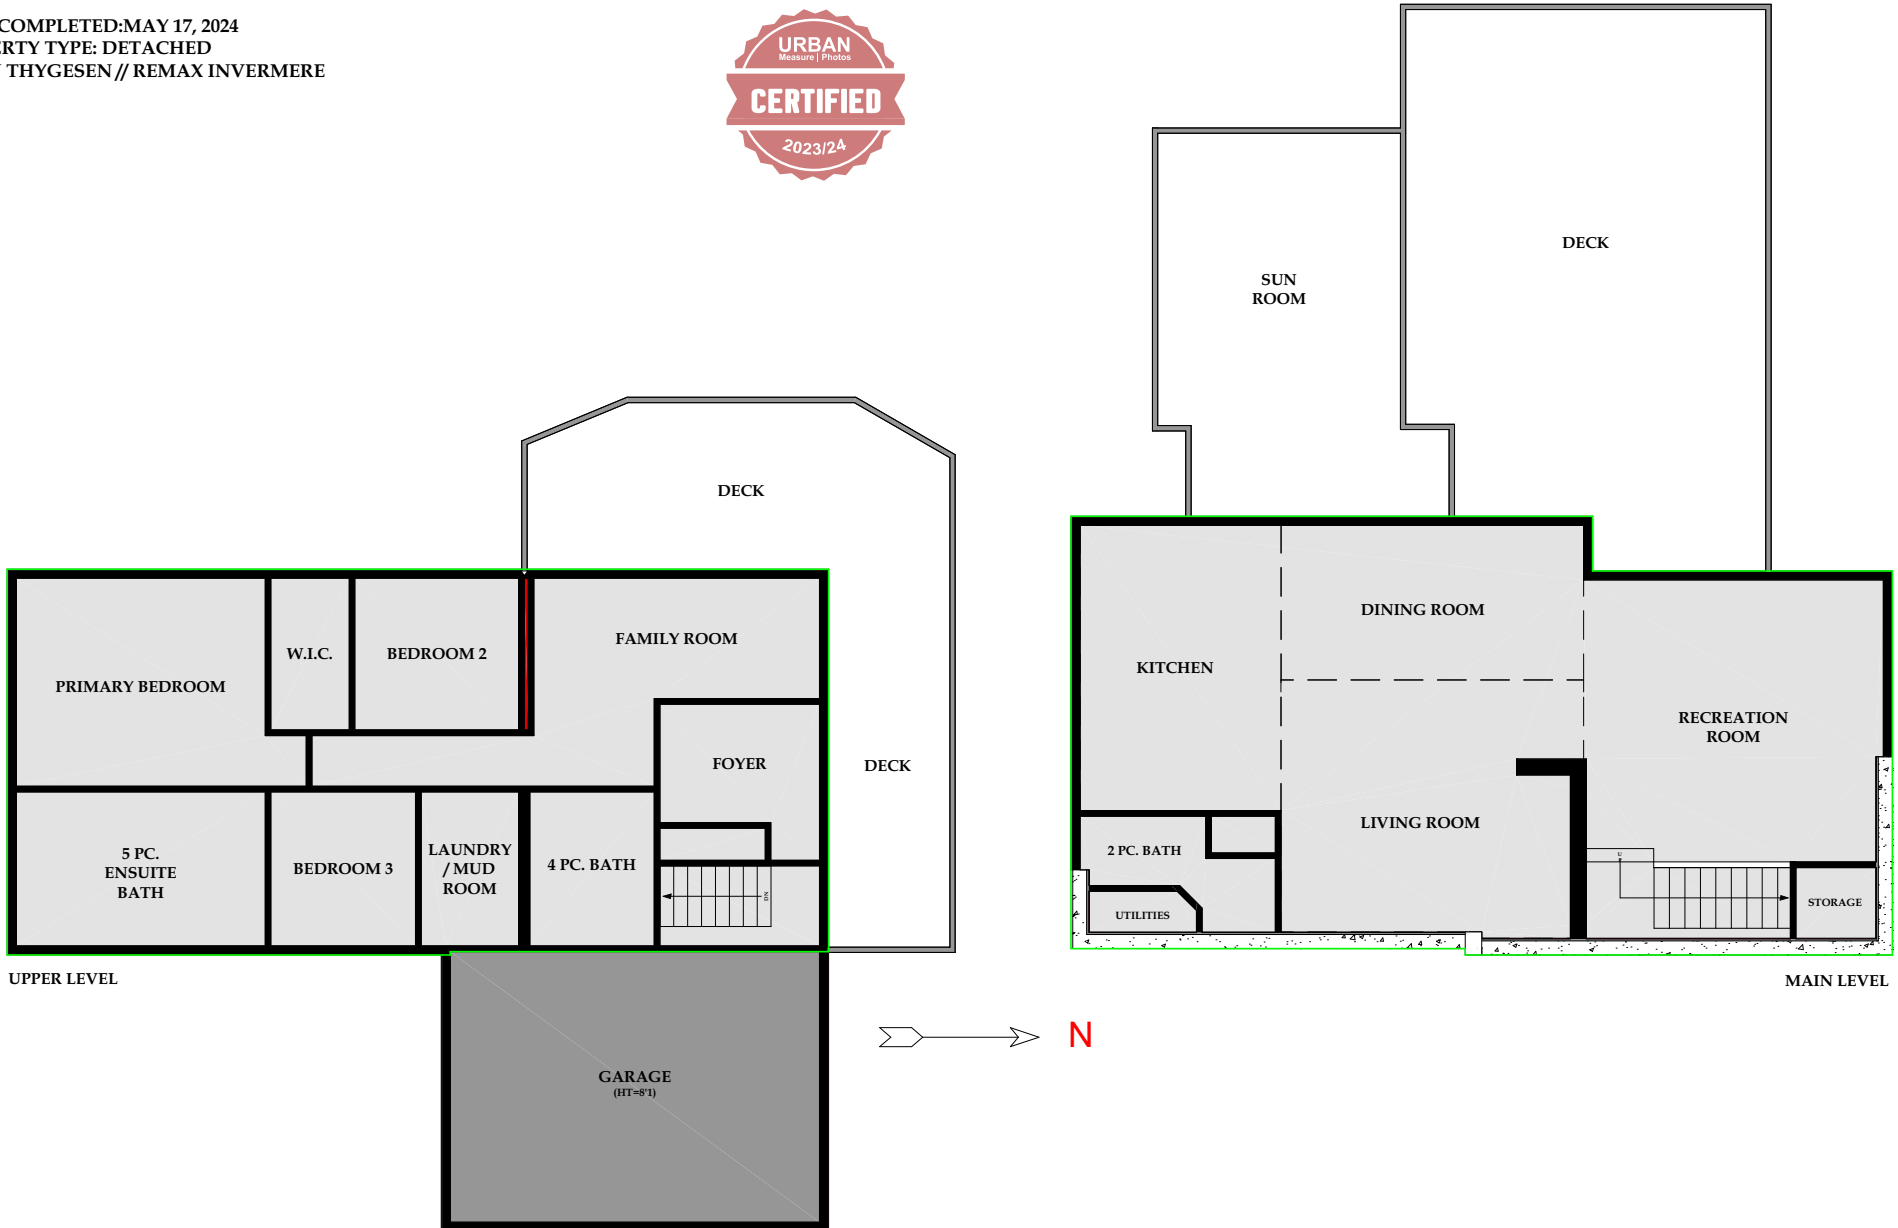 COMPLETED:MAY 17, 2024
ERTY TYPE: DETACHED
THYGESEN // REMAX INVERMERE
URBAN
Measure | Photos
CERTIFIED
2023/24
DECK
SUN
ROOM
DECK
FAMILY ROOM
W.I.C.
BEDROOM 2
PRIMARY BEDROOM
FOYER
DECK
5 PC.
ENSUITE
BATH
BEDROOM 3
LAUNDRY
/ MUD
ROOM
4 PC. BATH
DN
UPPER LEVEL
GARAGE
(HT=8'1)
N
DINING ROOM
KITCHEN
RECREATION
ROOM
LIVING ROOM
2 PC. BATH
U
UTILITIES
STORAGE
MAIN LEVEL